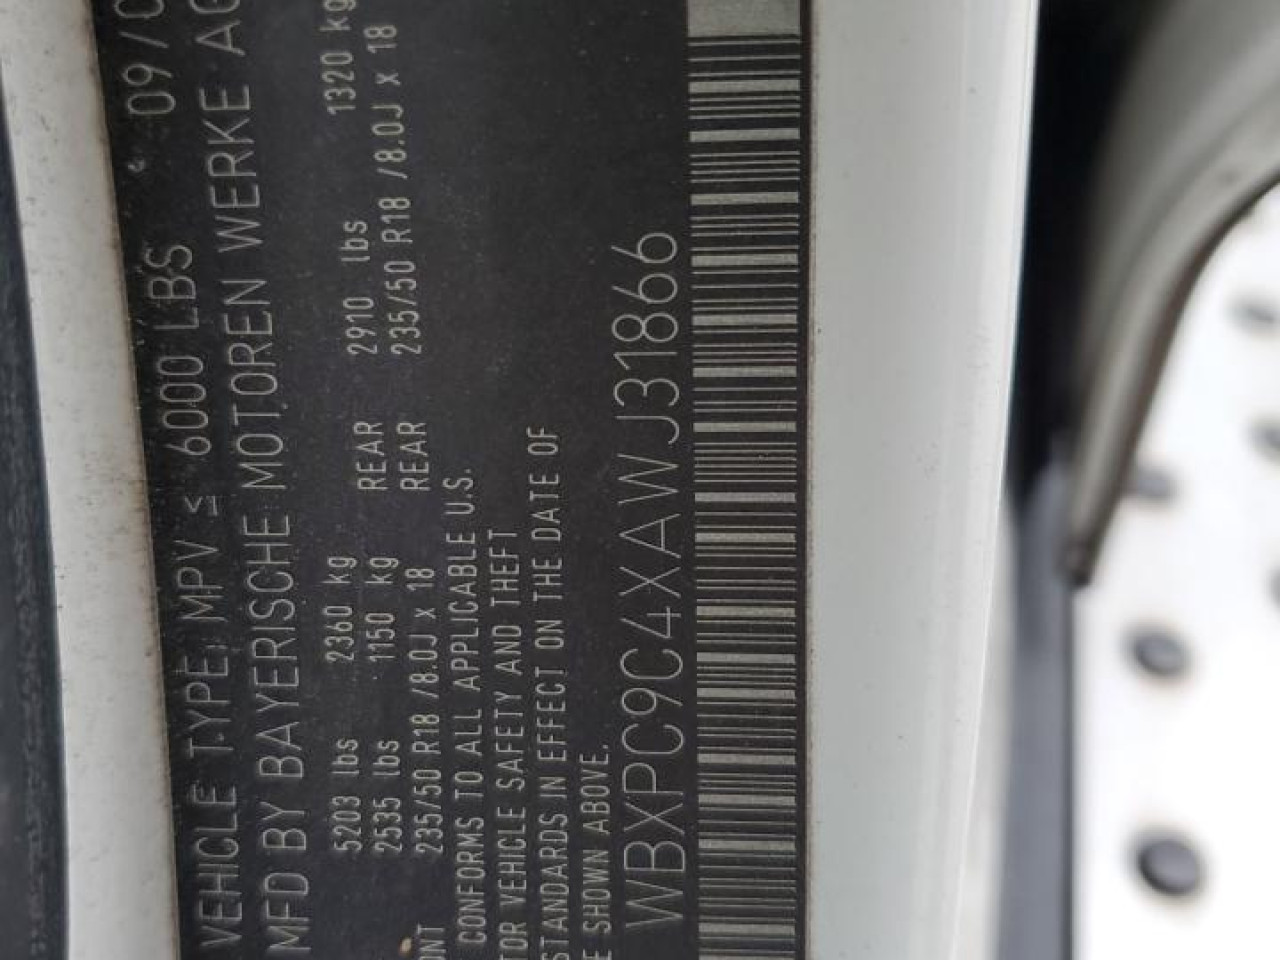 VEHICLE TYPE: MPV ≤ 6000 LBS 09/0
MFD BY BAYERISCHE MOTOREN WERKE AG
5203 lbs 2360 kg
2535 lbs 1150 kg REAR 2910 lbs 1320 kg
235/50 R18 /8.0J x 18 REAR 235/50 R18 /8.0J x 18
CONFORMS TO ALL APPLICABLE U.S.
TOR VEHICLE SAFETY AND THEFT
STANDARDS IN EFFECT ON THE DATE OF
E SHOWN ABOVE.
WBXPC9C4XAWJ31866